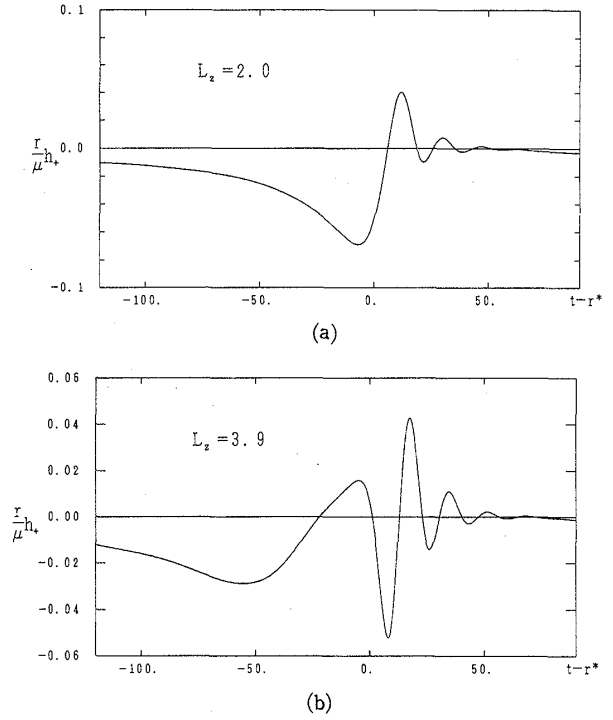 0.1
L_z = 2.0
r/μ h₊ 0.0
-0.1
-100. -50. 0. 50. t-r*
(a)
0.06
0.04
L_z = 3.9
0.02
r/μ h₊ 0.00
-0.02
-0.04
-0.06
-100. -50. 0. 50. t-r*
(b)